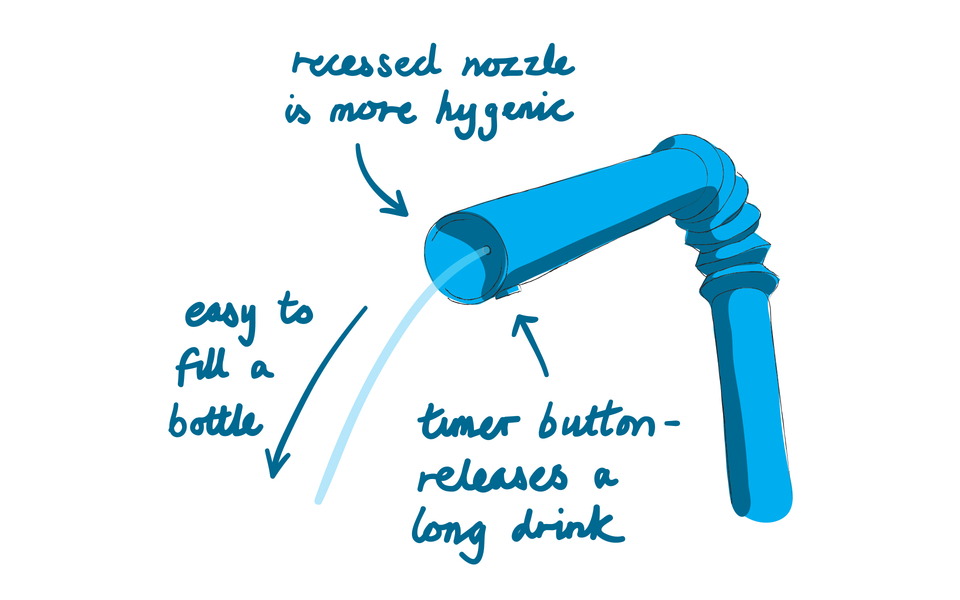 recessed nozzle
is more hygenic
easy to
fill a
bottle
timer button-
releases a
long drink